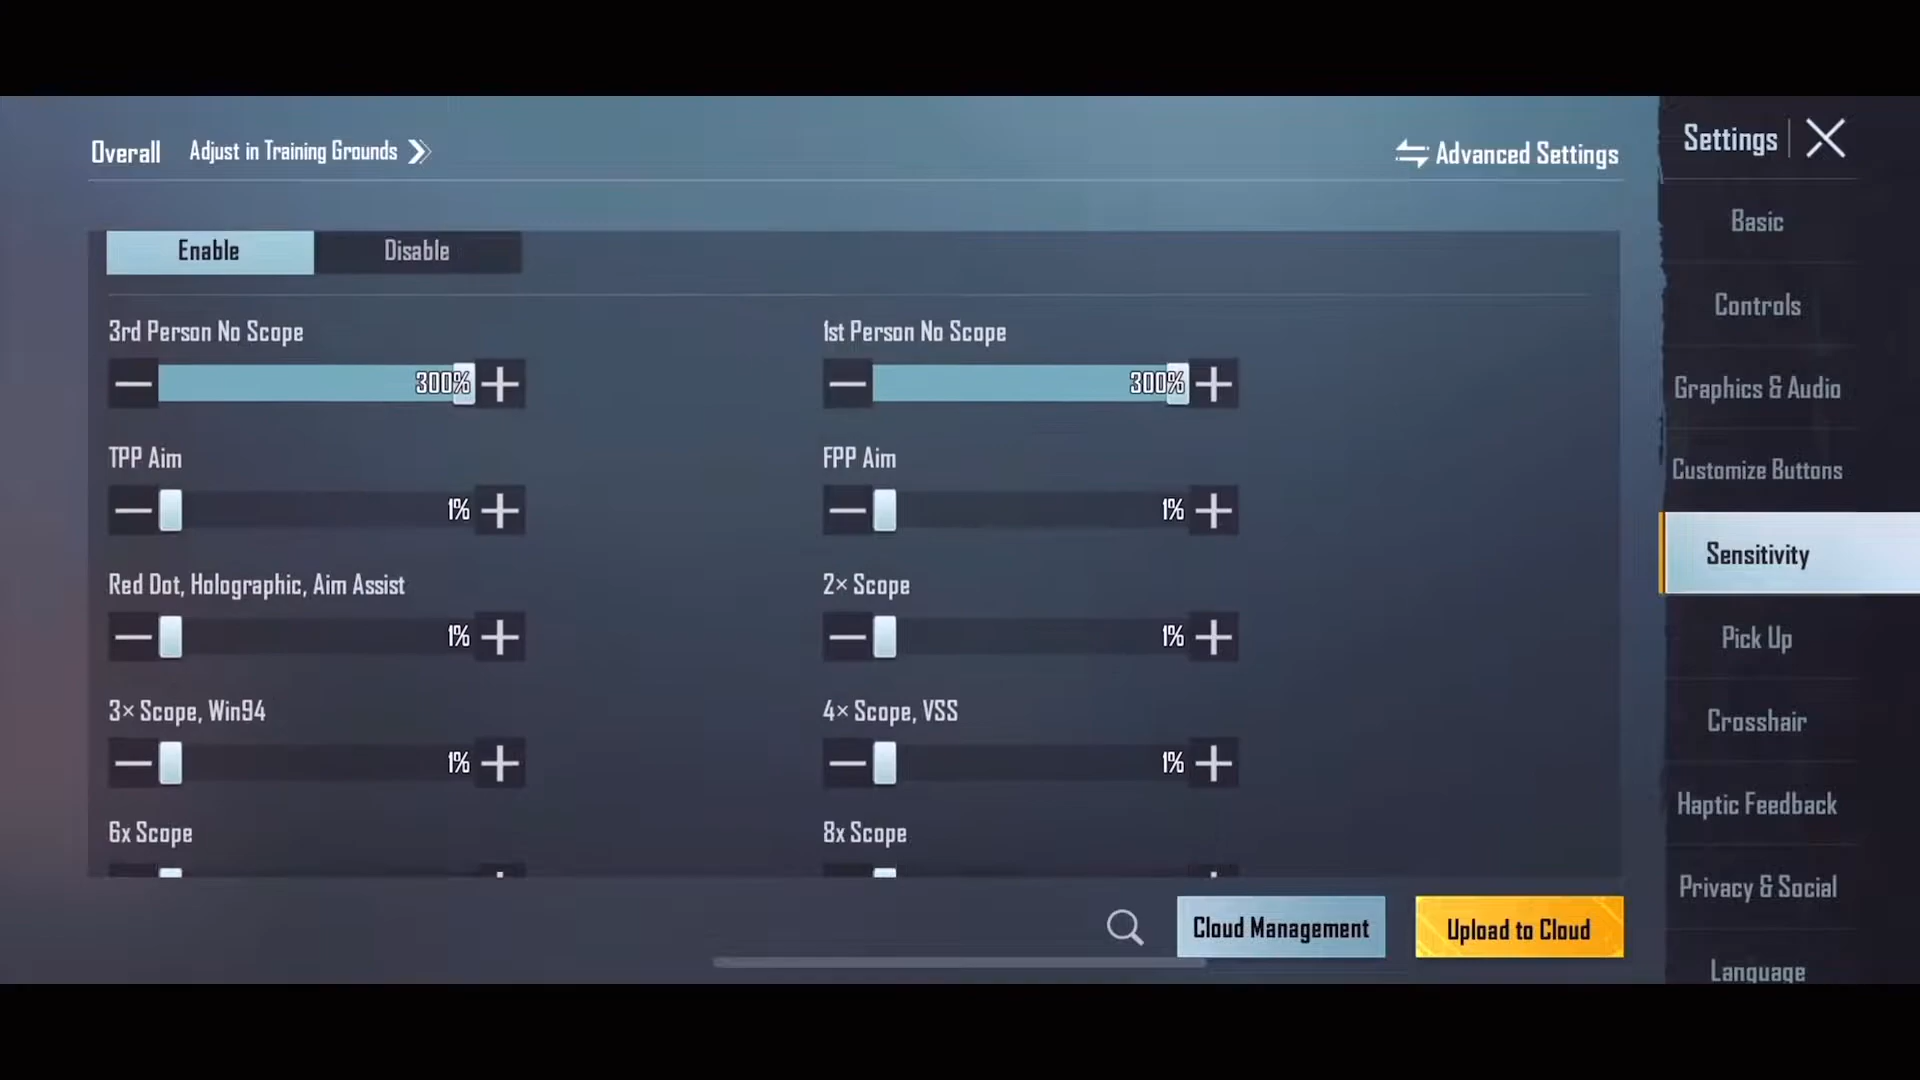 Overall Adjust in Training Grounds
Advanced Settings
Settings
Enable Disable
3rd Person No Scope
300%
1st Person No Scope
300%
TPP Aim
1%
FPP Aim
1%
Red Dot, Holographic, Aim Assist
1%
2× Scope
1%
3× Scope, Win94
1%
4× Scope, VSS
1%
6x Scope
8x Scope
Cloud Management
Upload to Cloud
Basic
Controls
Graphics & Audio
Customize Buttons
Sensitivity
Pick Up
Crosshair
Haptic Feedback
Privacy & Social
Language